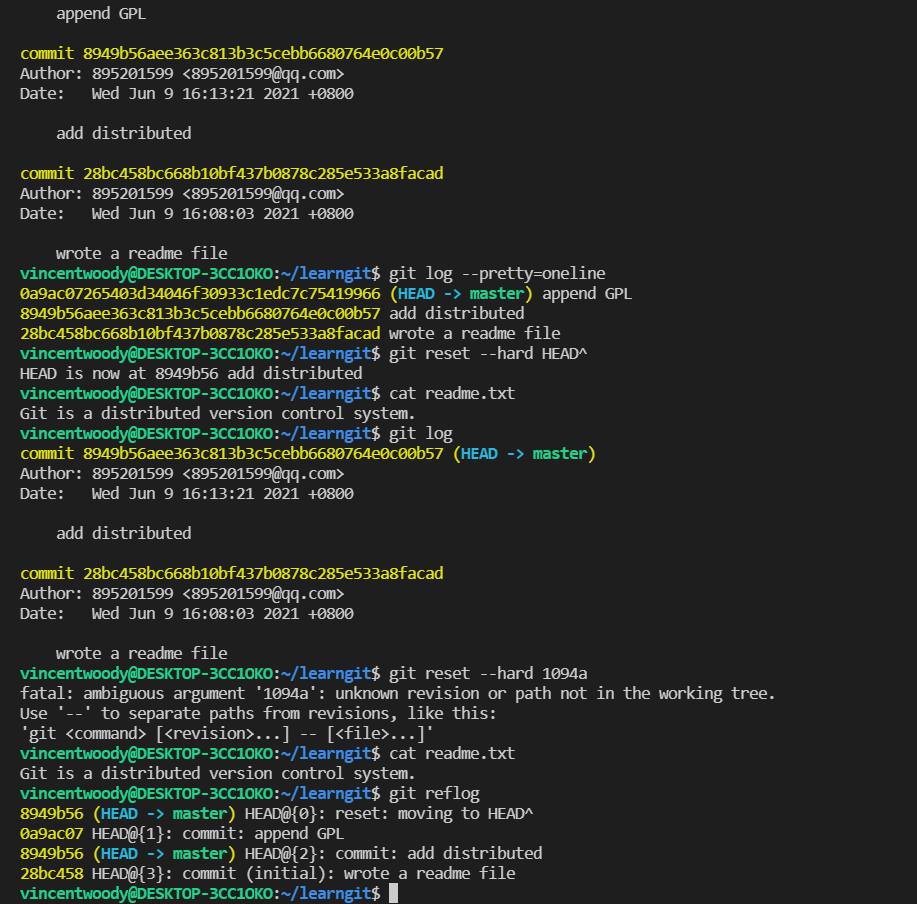 append GPL
commit 8949b56aee363c813b3c5cebb6680764e0c00b57
Author: 895201599 <895201599@qq.com>
Date:   Wed Jun 9 16:13:21 2021 +0800
add distributed
commit 28bc458bc668b10bf437b0878c285e533a8facad
Author: 895201599 <895201599@qq.com>
Date:   Wed Jun 9 16:08:03 2021 +0800
wrote a readme file
vincentwoody@DESKTOP-3CC1OKO:~/learngit$ git log --pretty=oneline
0a9ac07265403d34046f30933c1edc7c75419966 (HEAD -> master) append GPL
8949b56aee363c813b3c5cebb6680764e0c00b57 add distributed
28bc458bc668b10bf437b0878c285e533a8facad wrote a readme file
vincentwoody@DESKTOP-3CC1OKO:~/learngit$ git reset --hard HEAD^
HEAD is now at 8949b56 add distributed
vincentwoody@DESKTOP-3CC1OKO:~/learngit$ cat readme.txt
Git is a distributed version control system.
vincentwoody@DESKTOP-3CC1OKO:~/learngit$ git log
commit 8949b56aee363c813b3c5cebb6680764e0c00b57 (HEAD -> master)
Author: 895201599 <895201599@qq.com>
Date:   Wed Jun 9 16:13:21 2021 +0800
add distributed
commit 28bc458bc668b10bf437b0878c285e533a8facad
Author: 895201599 <895201599@qq.com>
Date:   Wed Jun 9 16:08:03 2021 +0800
wrote a readme file
vincentwoody@DESKTOP-3CC1OKO:~/learngit$ git reset --hard 1094a
fatal: ambiguous argument '1094a': unknown revision or path not in the working tree.
Use '--' to separate paths from revisions, like this:
'git <command> [<revision>...] -- [<file>...]'
vincentwoody@DESKTOP-3CC1OKO:~/learngit$ cat readme.txt
Git is a distributed version control system.
vincentwoody@DESKTOP-3CC1OKO:~/learngit$ git reflog
8949b56 (HEAD -> master) HEAD@{0}: reset: moving to HEAD^
0a9ac07 HEAD@{1}: commit: append GPL
8949b56 (HEAD -> master) HEAD@{2}: commit: add distributed
28bc458 HEAD@{3}: commit (initial): wrote a readme file
vincentwoody@DESKTOP-3CC1OKO:~/learngit$